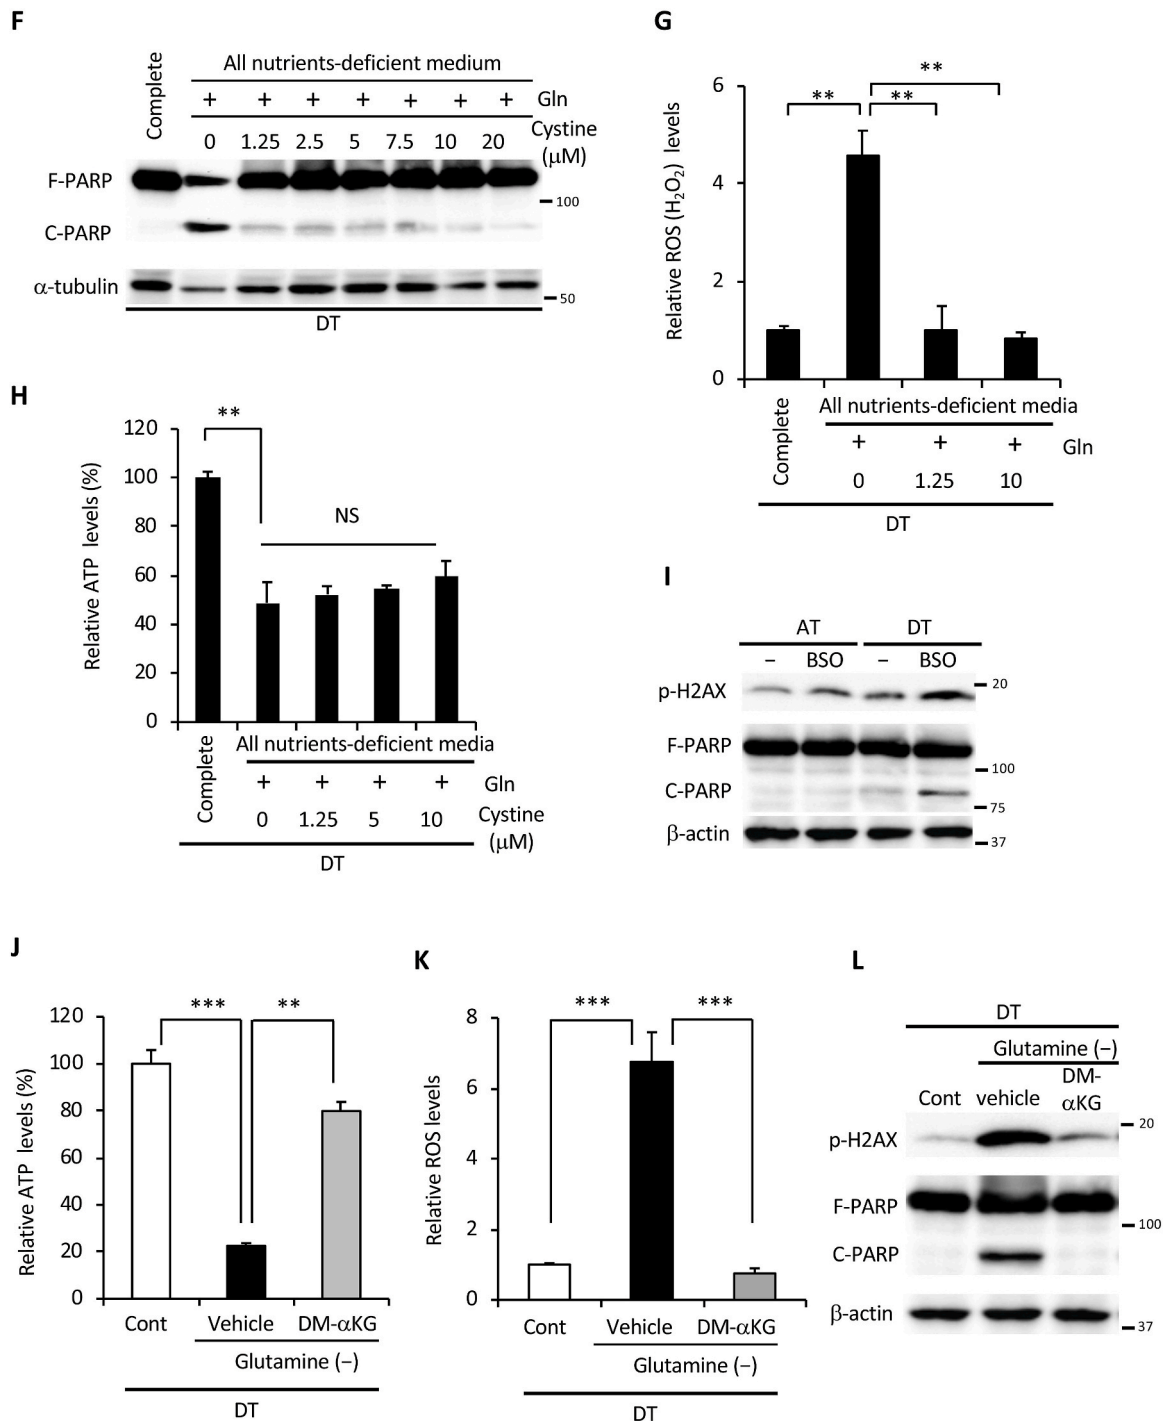 F
Complete
All nutrients-deficient medium
+ + + + + + + Gln
0 1.25 2.5 5 7.5 10 20 Cystine (μM)
F-PARP
100
C-PARP
α-tubulin
50
DT
G
Relative ROS (H₂O₂) levels
6
4
2
0
** ** **
Complete
All nutrients-deficient media
+ + + Gln
0 1.25 10
DT
H
Relative ATP levels (%)
120
100
80
60
40
20
0
**
NS
Complete
All nutrients-deficient media
+ + + + Gln
0 1.25 5 10 Cystine (μM)
DT
I
AT DT
– BSO – BSO
p-H2AX
20
F-PARP
100
C-PARP
75
β-actin
37
J
Relative ATP levels (%)
120
100
80
60
40
20
0
*** **
Cont Vehicle DM-αKG
Glutamine (−)
DT
K
Relative ROS levels
8
6
4
2
0
*** ***
Cont Vehicle DM-αKG
Glutamine (−)
DT
L
DT
Glutamine (−)
Cont vehicle DM-αKG
p-H2AX
20
F-PARP
100
C-PARP
β-actin
37